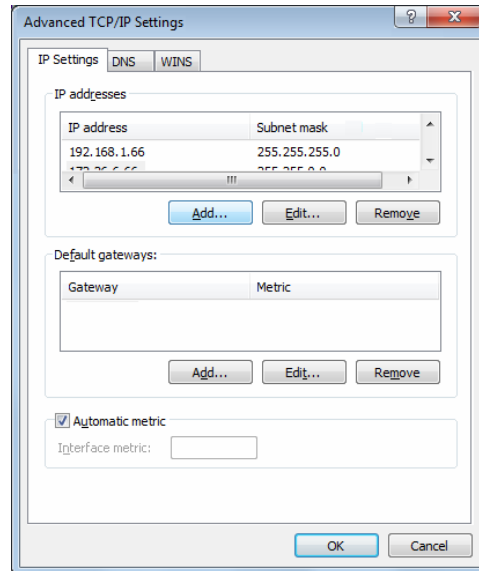 Advanced TCP/IP Settings
IP Settings DNS WINS
IP addresses
IP address Subnet mask
192.168.1.66 255.255.255.0
Add... Edit... Remove
Default gateways:
Gateway Metric
Add... Edit... Remove
Automatic metric
Interface metric:
OK Cancel